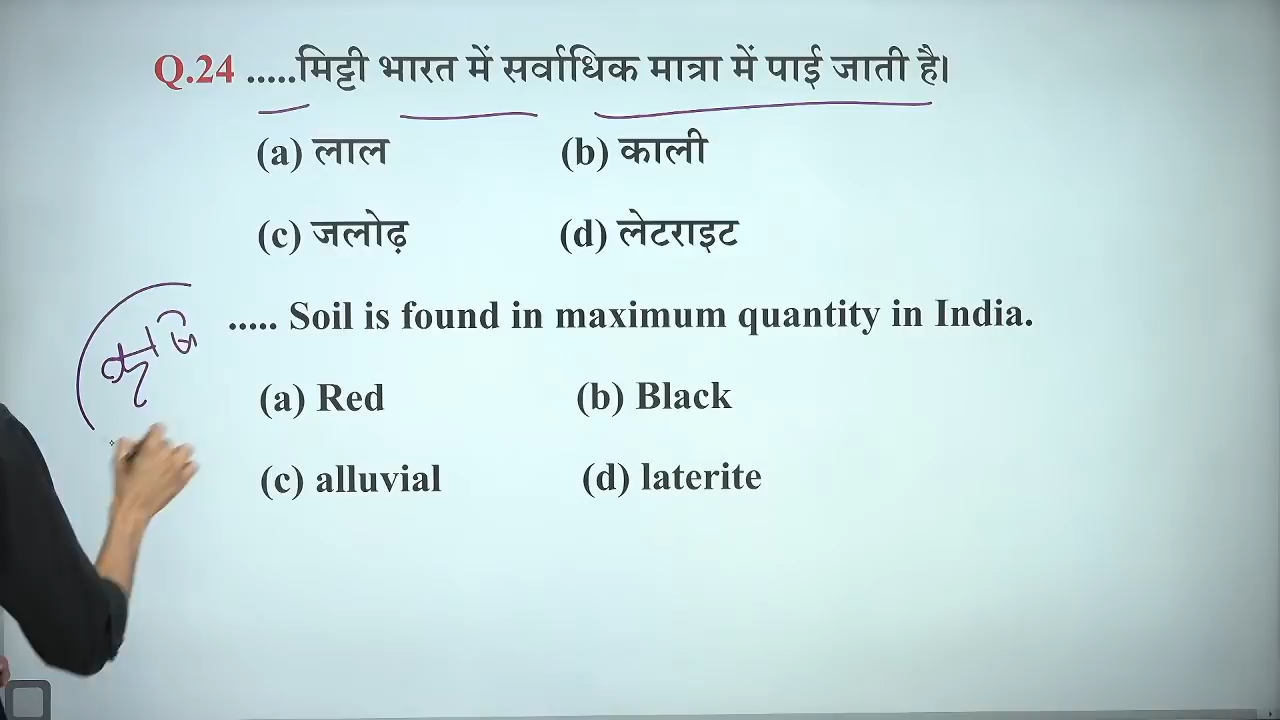 Q.24 .....मिट्टी भारत में सर्वाधिक मात्रा में पाई जाती है।
(a) लाल (b) काली
(c) जलोढ़ (d) लेटराइट
..... Soil is found in maximum quantity in India.
(a) Red (b) Black
(c) alluvial (d) laterite